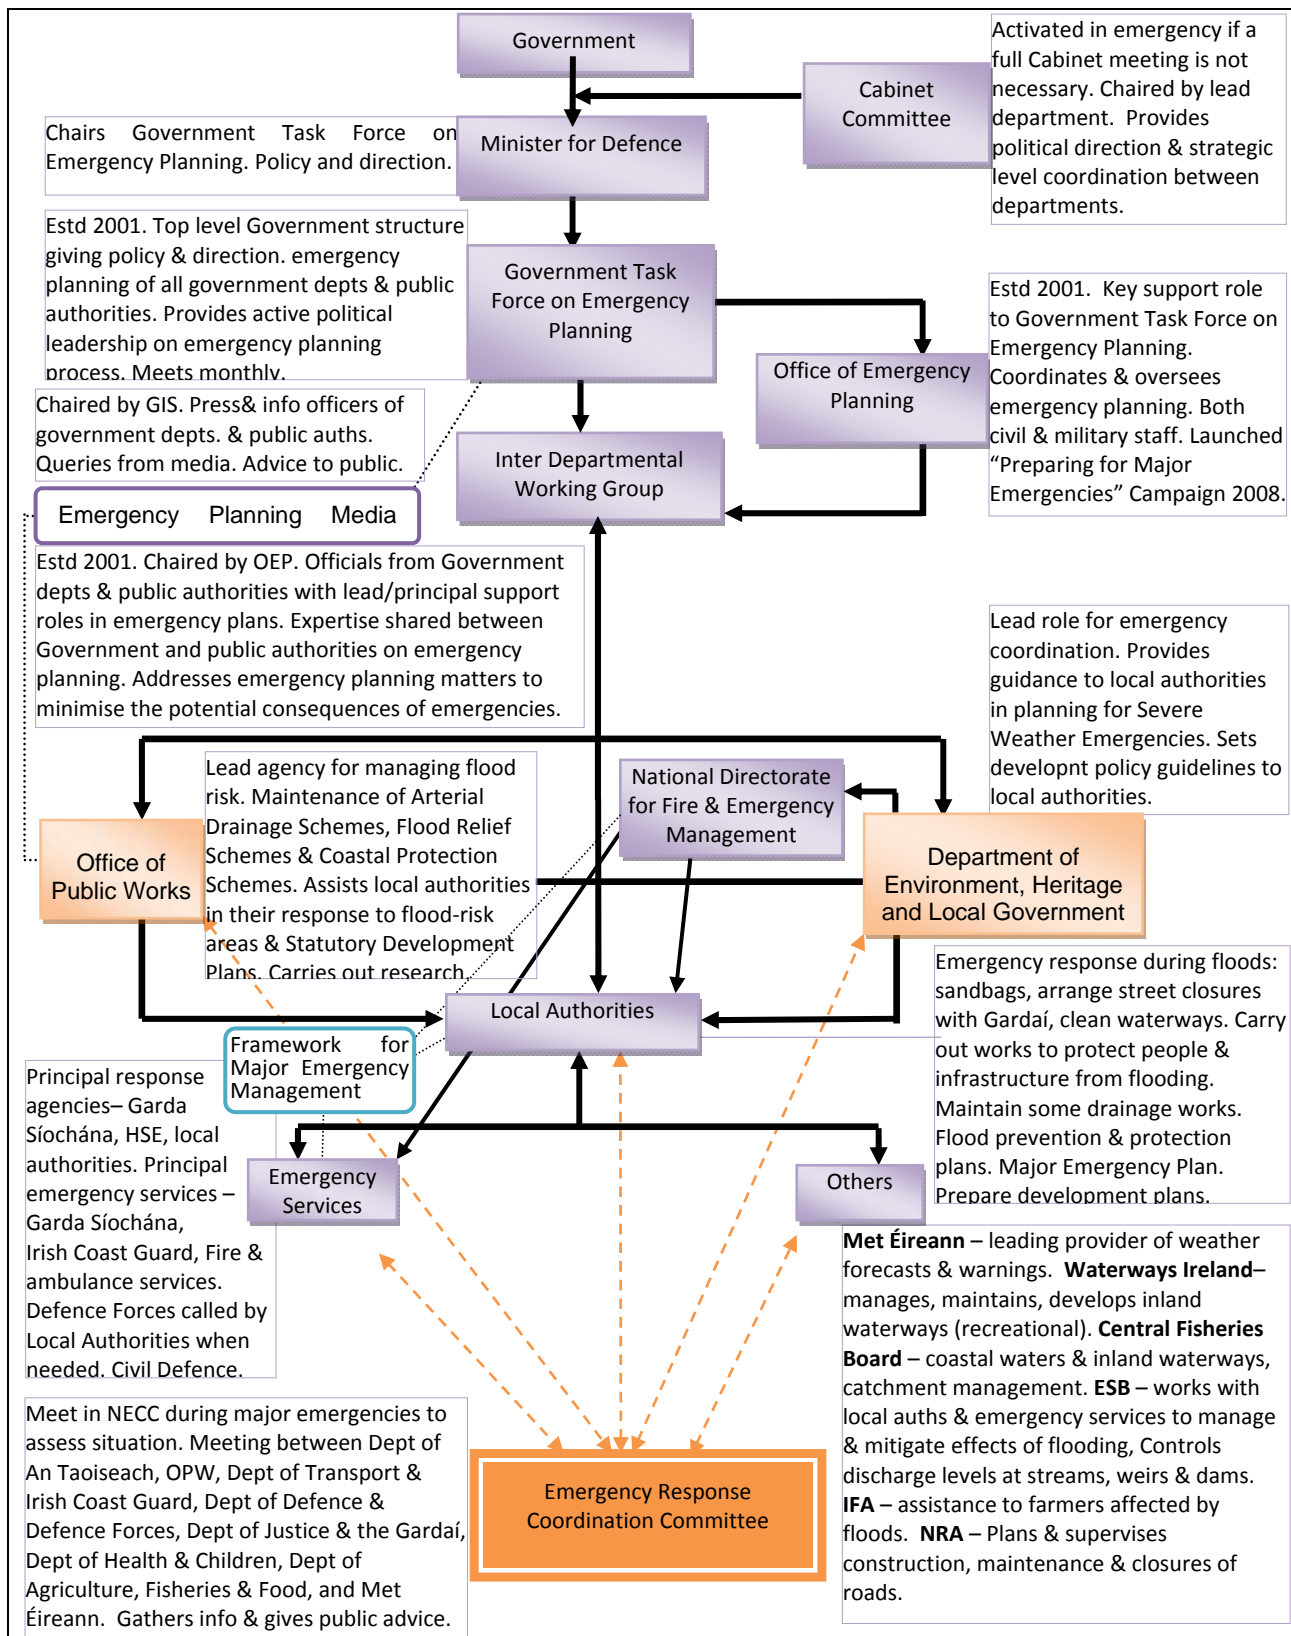 Government
Activated in emergency if a
full Cabinet meeting is not
necessary. Chaired by lead
department. Provides
political direction & strategic
level coordination between
departments.
Cabinet
Committee
Chairs Government Task Force on
Emergency Planning. Policy and direction.
Minister for Defence
Estd 2001. Top level Government structure
giving policy & direction. emergency
planning of all government depts & public
authorities. Provides active political
leadership on emergency planning
process. Meets monthly.
Government Task
Force on Emergency
Planning
Estd 2001. Key support role
to Government Task Force on
Emergency Planning.
Coordinates & oversees
emergency planning. Both
civil & military staff. Launched
“Preparing for Major
Emergencies” Campaign 2008.
Office of Emergency
Planning
Chaired by GIS. Press& info officers of
government depts. & public auths.
Queries from media. Advice to public.
Inter Departmental
Working Group
Emergency Planning Media
Estd 2001. Chaired by OEP. Officials from Government
depts & public authorities with lead/principal support
roles in emergency plans. Expertise shared between
Government and public authorities on emergency
planning. Addresses emergency planning matters to
minimise the potential consequences of emergencies.
Lead role for emergency
coordination. Provides
guidance to local authorities
in planning for Severe
Weather Emergencies. Sets
developnt policy guidelines to
local authorities.
Lead agency for managing flood
risk. Maintenance of Arterial
Drainage Schemes, Flood Relief
Schemes & Coastal Protection
Schemes. Assists local authorities
in their response to flood-risk
areas & Statutory Development
Plans. Carries out research.
National Directorate
for Fire & Emergency
Management
Office of
Public Works
Department of
Environment, Heritage
and Local Government
Emergency response during floods:
sandbags, arrange street closures
with Gardaí, clean waterways. Carry
out works to protect people &
infrastructure from flooding.
Maintain some drainage works.
Flood prevention & protection
plans. Major Emergency Plan.
Prepare development plans.
Local Authorities
Framework for
Major Emergency
Management
Principal response
agencies– Garda
Síochána, HSE, local
authorities. Principal
emergency services –
Garda Síochána,
Irish Coast Guard, Fire &
ambulance services.
Defence Forces called by
Local Authorities when
needed. Civil Defence.
Emergency
Services
Others
Met Éireann – leading provider of weather
forecasts & warnings. Waterways Ireland–
manages, maintains, develops inland
waterways (recreational). Central Fisheries
Board – coastal waters & inland waterways,
catchment management. ESB – works with
local auths & emergency services to manage
& mitigate effects of flooding, Controls
discharge levels at streams, weirs & dams.
IFA – assistance to farmers affected by
floods. NRA – Plans & supervises
construction, maintenance & closures of
roads.
Meet in NECC during major emergencies to
assess situation. Meeting between Dept of
An Taoiseach, OPW, Dept of Transport &
Irish Coast Guard, Dept of Defence &
Defence Forces, Dept of Justice & the Gardaí,
Dept of Health & Children, Dept of
Agriculture, Fisheries & Food, and Met
Éireann. Gathers info & gives public advice.
Emergency Response
Coordination Committee